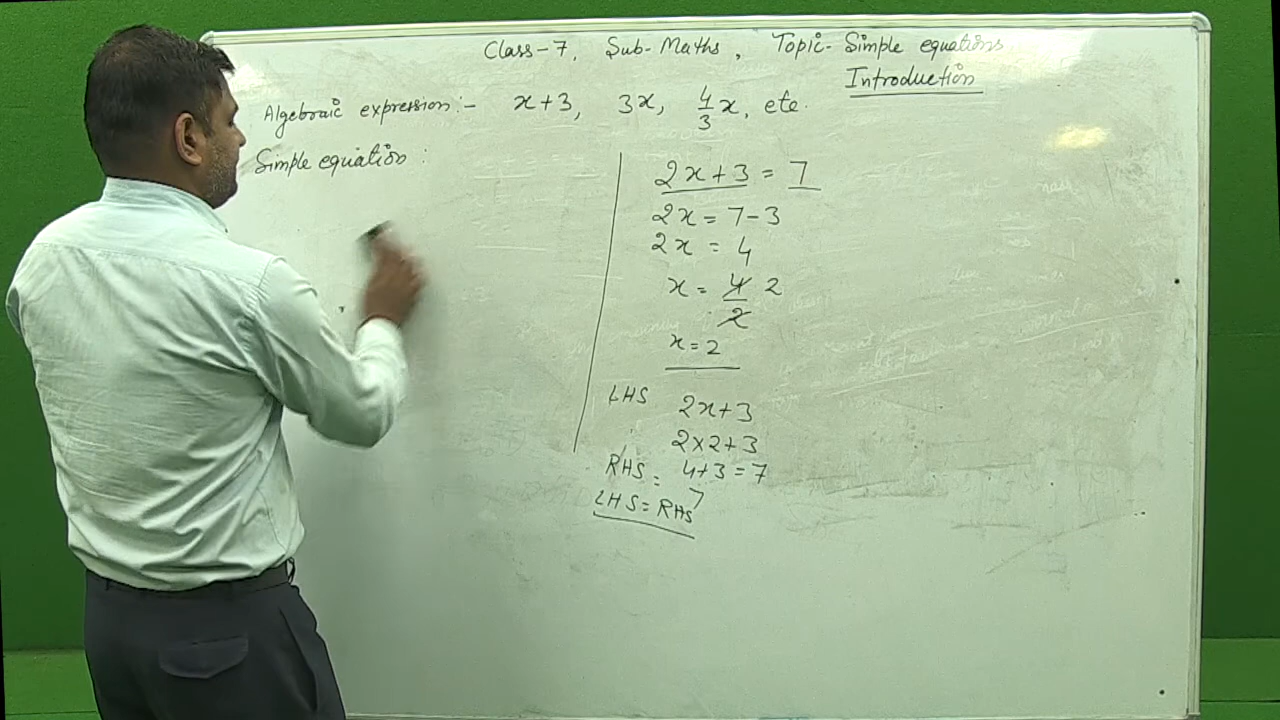 Class-7, Sub-Maths, Topic- Simple equations
Introduction
Algebraic expression:- x+3, 3x, 4/3 x, etc.
Simple equation:
2x+3 = 7
2x = 7-3
2x = 4
x = 4/2 2
x = 2
LHS 2x+3
2×2+3
4+3 = 7
RHS = 7
LHS = RHS